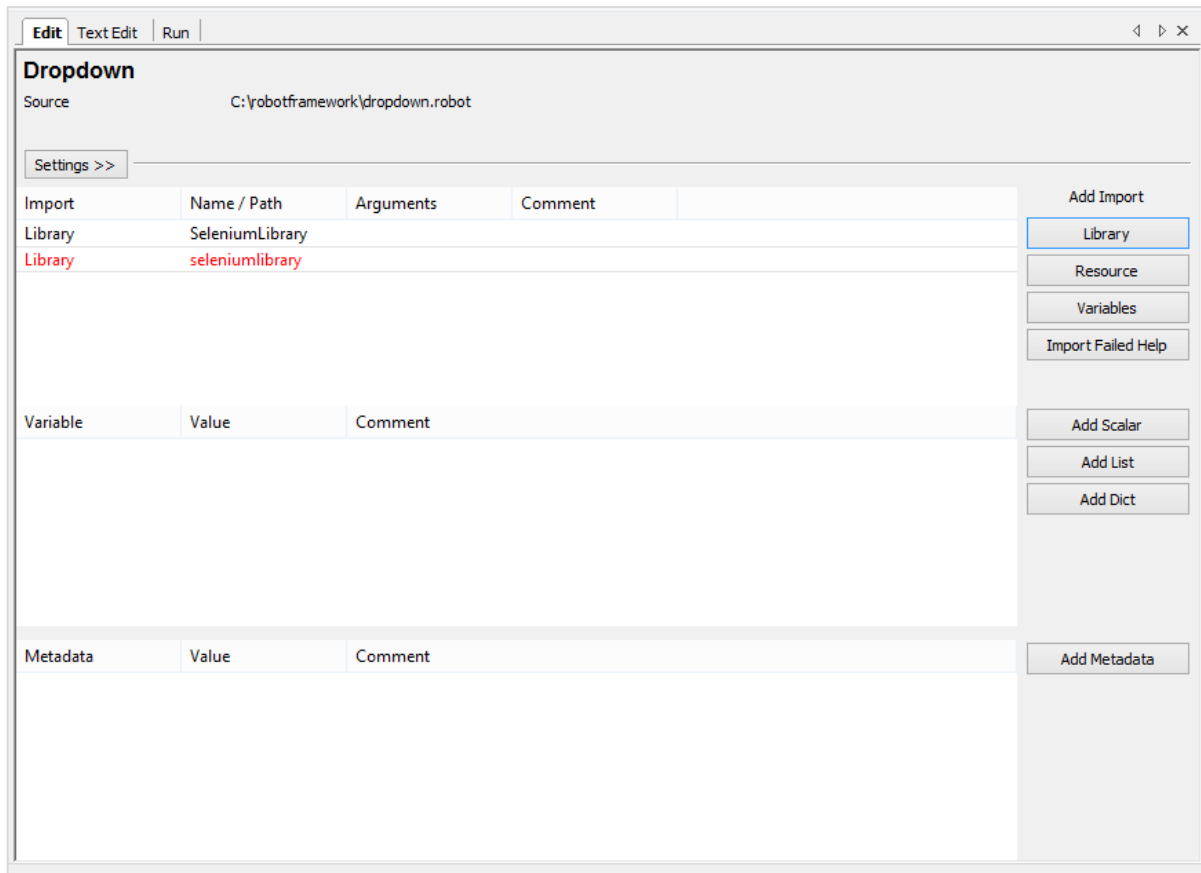 Edit Text Edit Run
Dropdown
Source C:\robotframework\dropdown.robot
Settings >>
Import Name / Path Arguments Comment Add Import
Library SeleniumLibrary Library
Library seleniumlibrary
Resource
Variables
Import Failed Help
Variable Value Comment Add Scalar
Add List
Add Dict
Metadata Value Comment Add Metadata